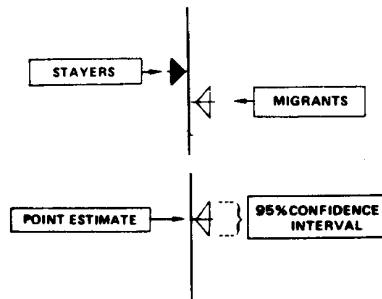 STAYERS
MIGRANTS
POINT ESTIMATE
95% CONFIDENCE
INTERVAL